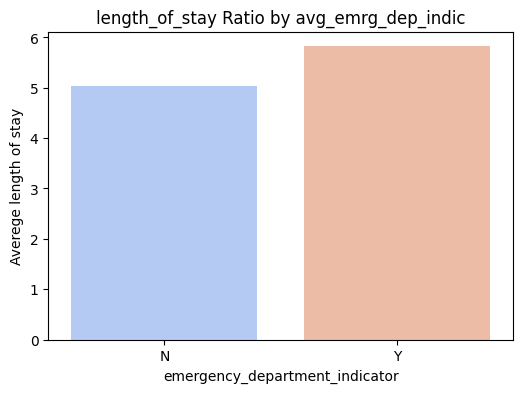 length_of_stay Ratio by avg_emrg_dep_indic
6
5
4
3
2
1
0
Averege length of stay
N Y
emergency_department_indicator